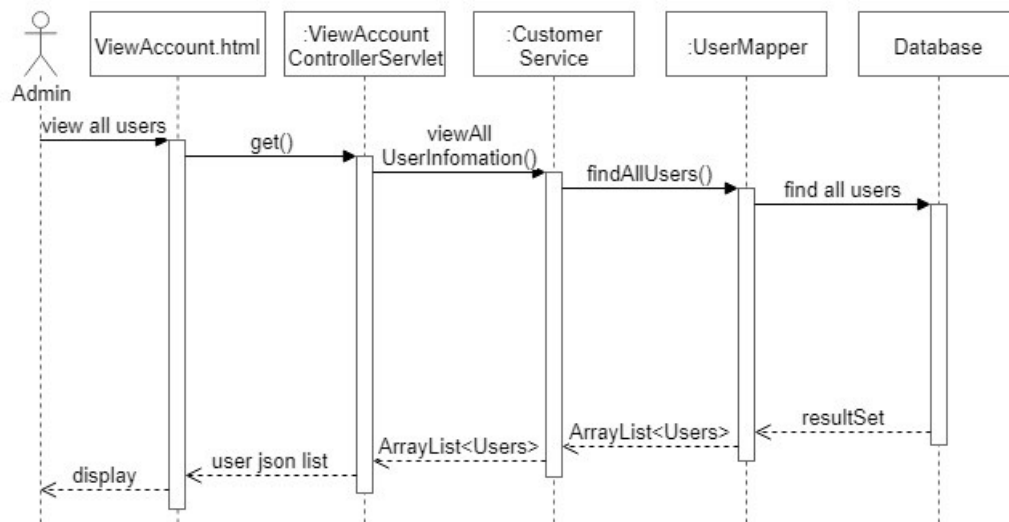 ViewAccount.html
:ViewAccount
ControllerServlet
:Customer
Service
:UserMapper
Database
Admin
view all users
get()
viewAll
UserInfomation()
findAllUsers()
find all users
resultSet
ArrayList<Users>
ArrayList<Users>
user json list
display